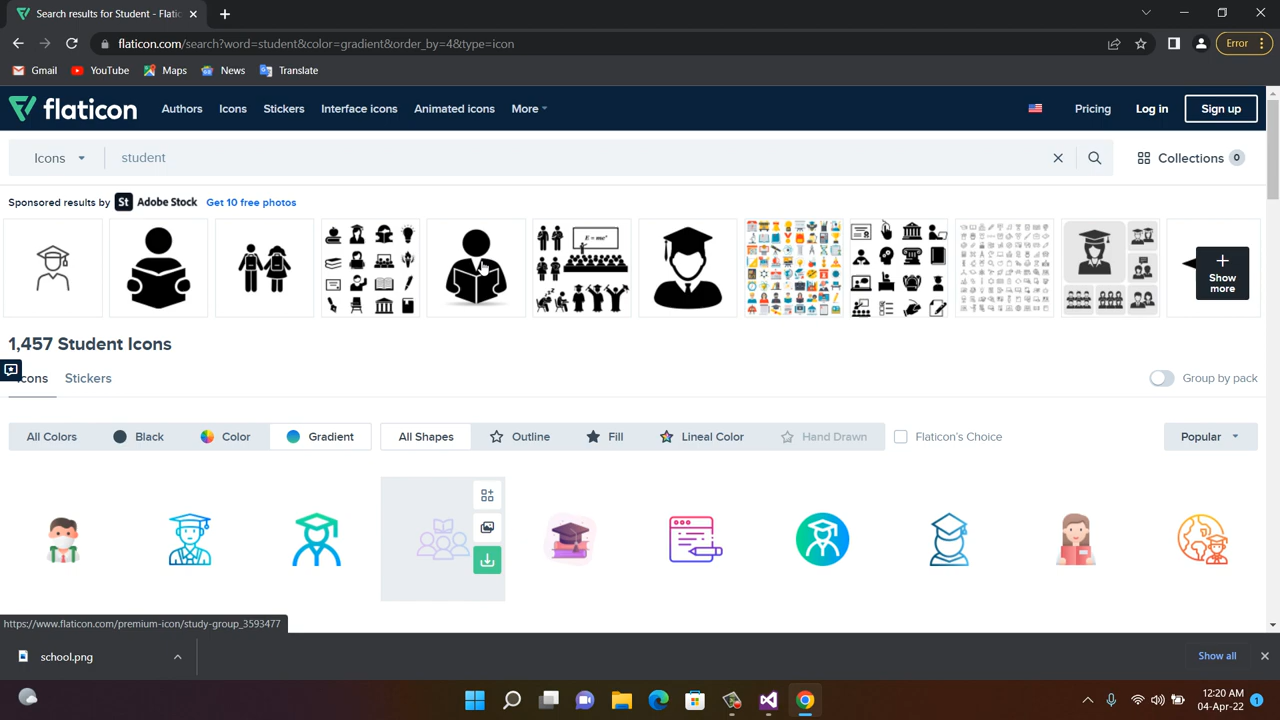 Search results for Student - Flatic
flaticon.com/search?word=student&color=gradient&order_by=4&type=icon
Error
Gmail YouTube Maps News Translate
flaticon Authors Icons Stickers Interface icons Animated icons More Pricing Log in Sign up
Icons student Collections 0
Sponsored results by St Adobe Stock Get 10 free photos
E = mc²
+ Show more
1,457 Student Icons
Icons Stickers Group by pack
All Colors Black Color Gradient All Shapes Outline Fill Lineal Color Hand Drawn Flaticon's Choice Popular
https://www.flaticon.com/premium-icon/study-group_3593477
school.png Show all
12:20 AM
04-Apr-22 1